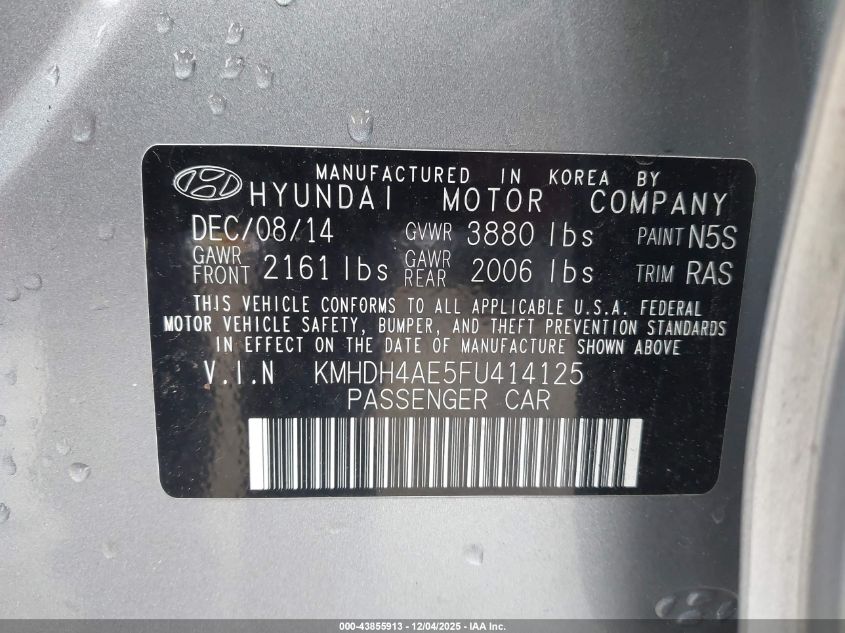 MANUFACTURED IN KOREA BY
HYUNDAI MOTOR COMPANY
DEC/08/14 GVWR 3880 lbs PAINT N5S
GAWR FRONT 2161 lbs GAWR REAR 2006 lbs TRIM RAS
THIS VEHICLE CONFORMS TO ALL APPLICABLE U.S.A. FEDERAL
MOTOR VEHICLE SAFETY, BUMPER, AND THEFT PREVENTION STANDARDS
IN EFFECT ON THE DATE OF MANUFACTURE SHOWN ABOVE
V.I.N KMHDH4AE5FU414125
PASSENGER CAR
000-43855913 - 12/04/2025 - IAA Inc.